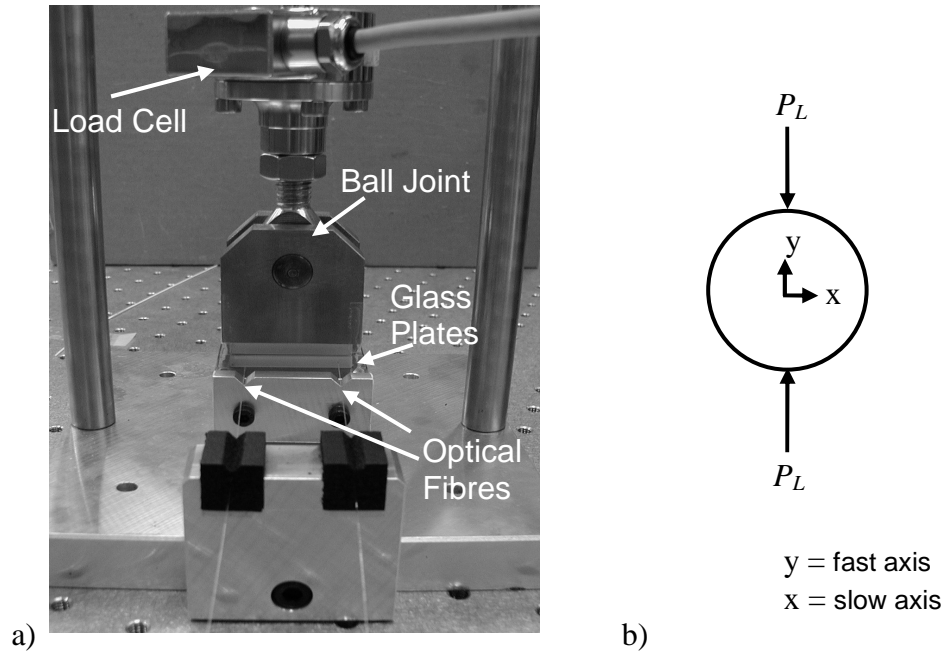 Load Cell
Ball Joint
Glass
Plates
Optical
Fibres
a)
P_L
y
x
P_L
y = fast axis
x = slow axis
b)